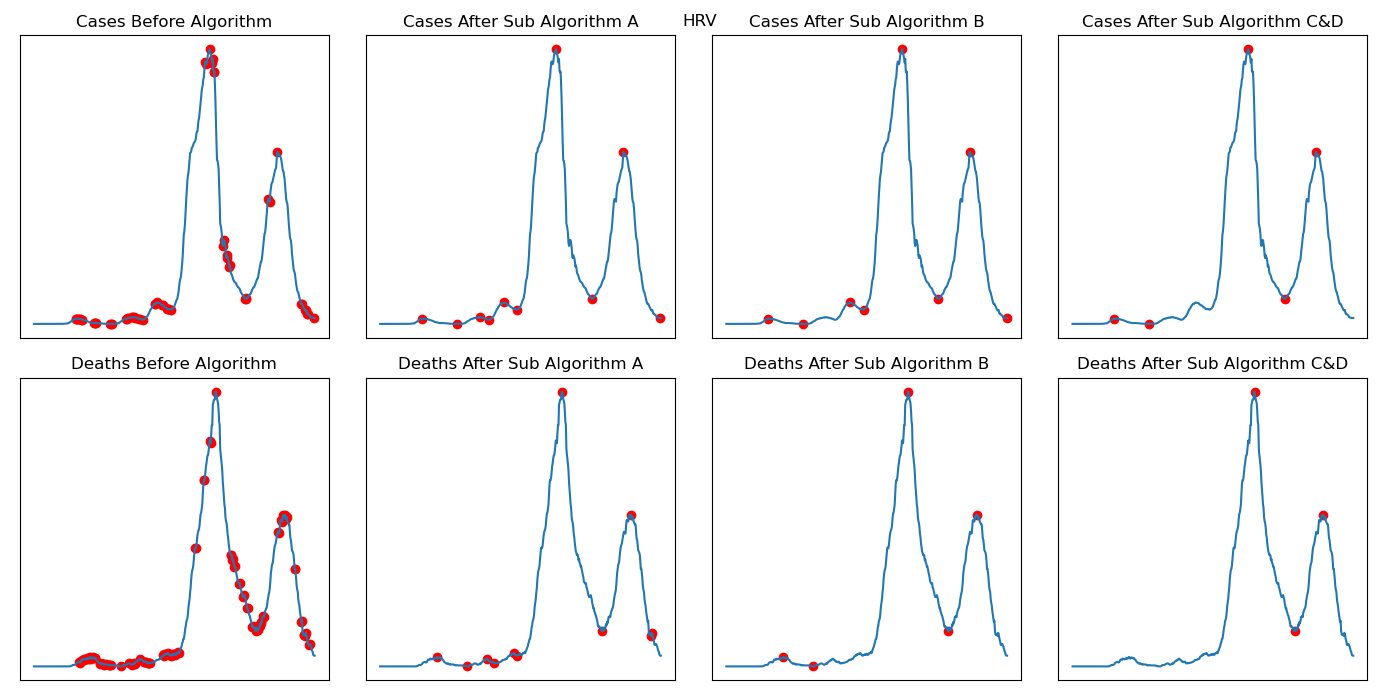 HRV
Cases Before Algorithm
Cases After Sub Algorithm A
Cases After Sub Algorithm B
Cases After Sub Algorithm C&D
Deaths Before Algorithm
Deaths After Sub Algorithm A
Deaths After Sub Algorithm B
Deaths After Sub Algorithm C&D